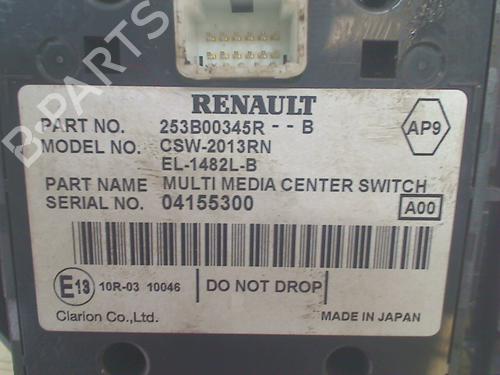 RENAULT
PART NO. 253B00345R - - B
AP9
MODEL NO. CSW-2013RN
EL-1482L-B
PART NAME MULTI MEDIA CENTER SWITCH
SERIAL NO. 04155300
A00
E13 10R-03 10046
DO NOT DROP
Clarion Co.,Ltd. MADE IN JAPAN
B-PARTS